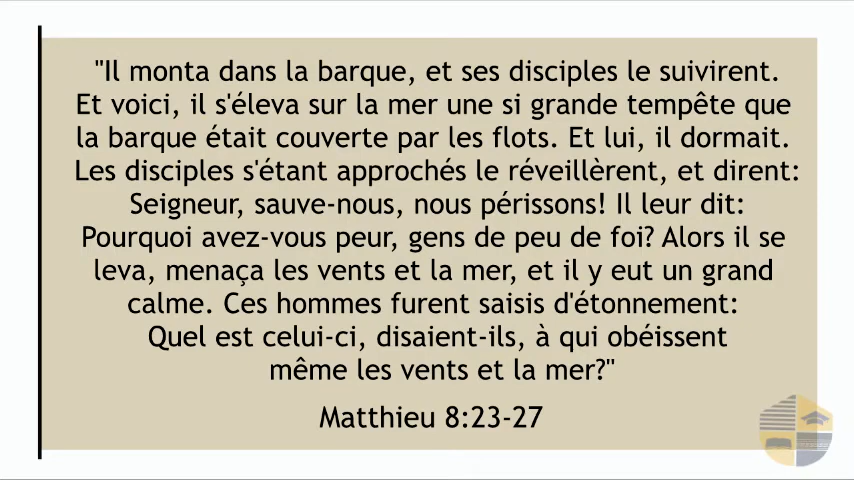 "Il monta dans la barque, et ses disciples le suivirent.
Et voici, il s'éleva sur la mer une si grande tempête que
la barque était couverte par les flots. Et lui, il dormait.
Les disciples s'étant approchés le réveillèrent, et dirent:
Seigneur, sauve-nous, nous périssons! Il leur dit:
Pourquoi avez-vous peur, gens de peu de foi? Alors il se
leva, menaça les vents et la mer, et il y eut un grand
calme. Ces hommes furent saisis d'étonnement:
Quel est celui-ci, disaient-ils, à qui obéissent
même les vents et la mer?"
Matthieu 8:23-27